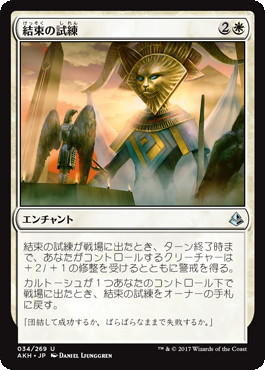 けっそく しれん
結束の試練 2
エンチャント
結束の試練が戦場に出たとき、ターン終了時ま
で、あなたがコントロールするクリーチャーは
+2/+1の修整を受けるとともに警戒を得る。
カルトーシュが1つあなたのコントロール下
で戦場に出たとき、結束の試練をオーナーの手
札に戻す。
「団結して成功するか、ばらばらなままで失敗するか。」
034/269 U
AKH • JP DANIEL LJUNGGREN
™ & © 2017 Wizards of the Coast